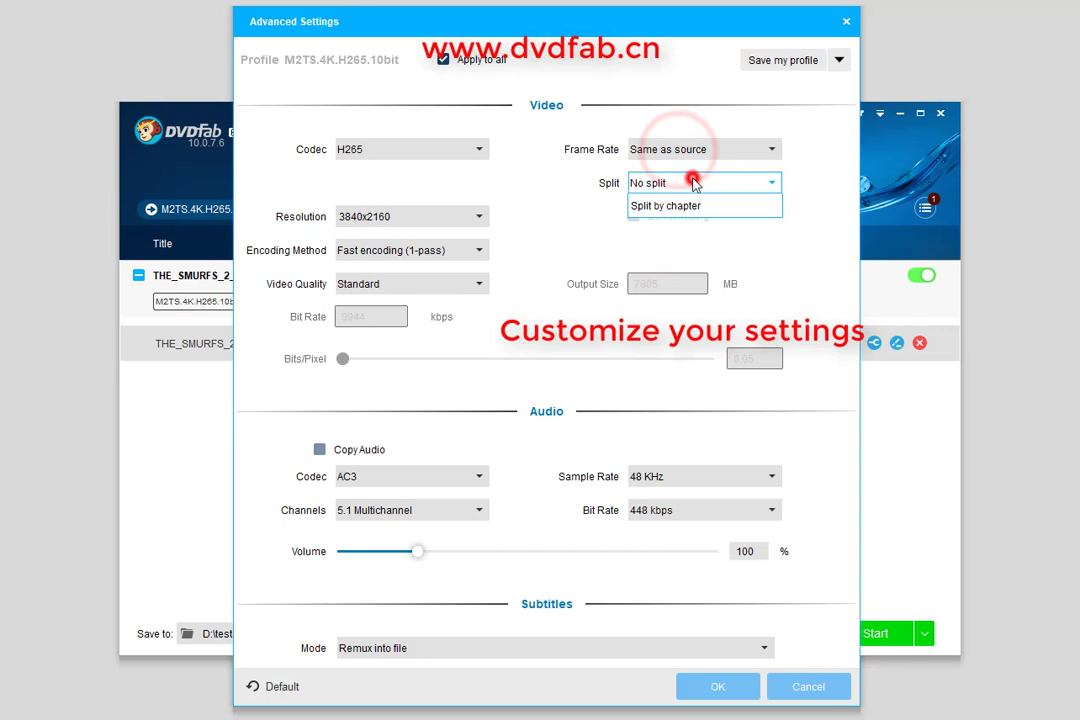 Advanced Settings
www.dvdfab.cn
Profile M2TS.4K.H265.10bit
Apply to all
Save my profile
Video
DVDFab
10.0.7.6
Codec H265
Frame Rate Same as source
Split No split
Split by chapter
M2TS.4K.H265.
1
Resolution 3840x2160
Title
Encoding Method Fast encoding (1-pass)
THE_SMURFS_2_
Video Quality Standard
Output Size 7805 MB
M2TS.4K.H265.10b
Bit Rate 9944 kbps
Customize your settings
THE_SMURFS_2
Bits/Pixel 0.05
Audio
Copy Audio
Codec AC3
Sample Rate 48 KHz
Channels 5.1 Multichannel
Bit Rate 448 kbps
Volume 100 %
Subtitles
Save to: D:\test
Start
Mode Remux into file
Default
OK
Cancel